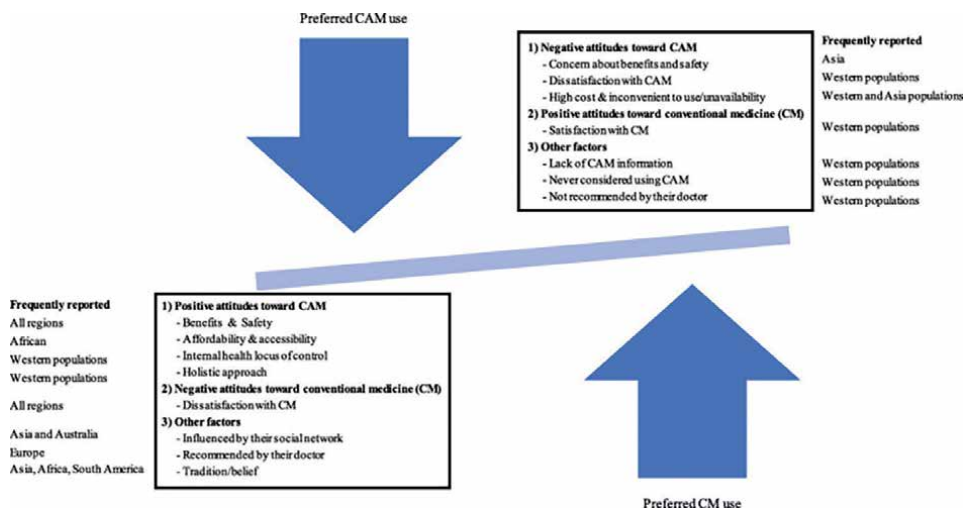 Preferred CAM use
1) Negative attitudes toward CAM
- Concern about benefits and safety
- Dissatisfaction with CAM
- High cost & inconvenient to use/unavailability
2) Positive attitudes toward conventional medicine (CM)
- Satisfaction with CM
3) Other factors
- Lack of CAM information
- Never considered using CAM
- Not recommended by their doctor
Frequently reported
Asia
Western populations
Western and Asia populations
Western populations
Western populations
Western populations
Western populations
Frequently reported
All regions
African
Western populations
Western populations
All regions
Asia and Australia
Europe
Asia, Africa, South America
1) Positive attitudes toward CAM
- Benefits & Safety
- Affordability & accessibility
- Internal health locus of control
- Holistic approach
2) Negative attitudes toward conventional medicine (CM)
- Dissatisfaction with CM
3) Other factors
- Influenced by their social network
- Recommended by their doctor
- Tradition/belief
Preferred CM use